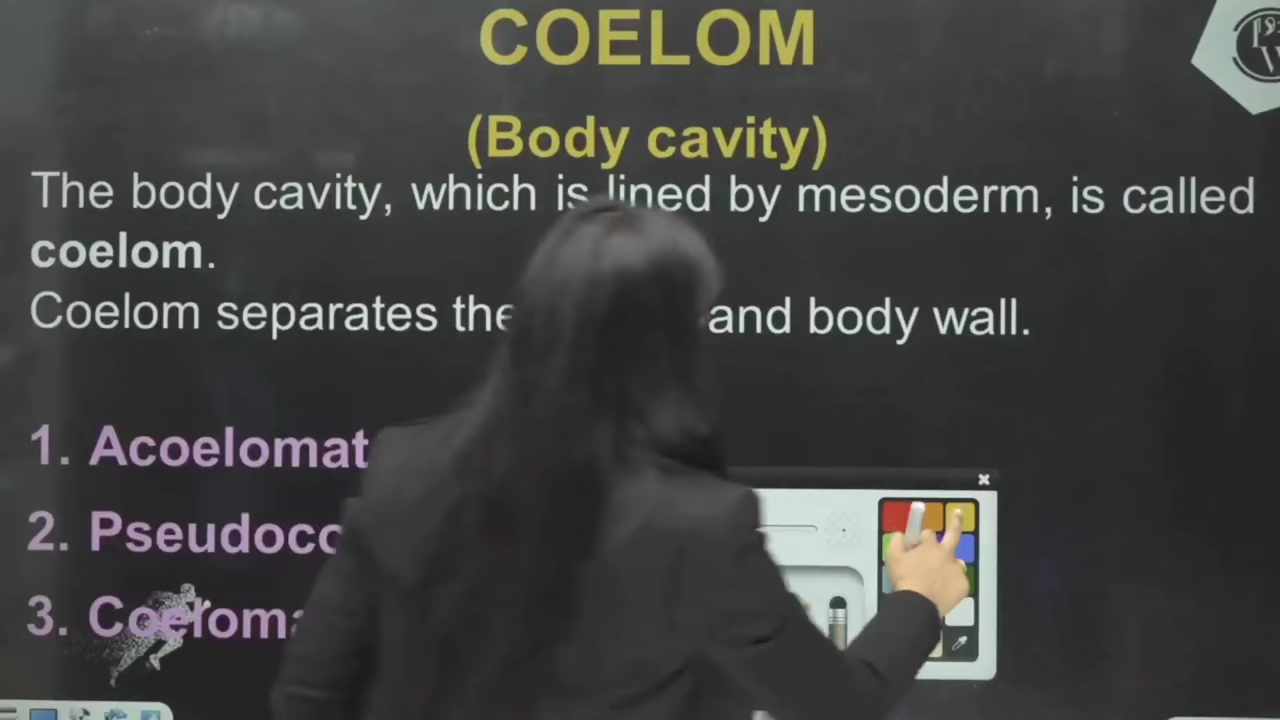 COELOM
(Body cavity)
The body cavity, which is lined by mesoderm, is called
coelom.
Coelom separates the and body wall.
1. Acoelomat
2. Pseudoco
3. Coeloma